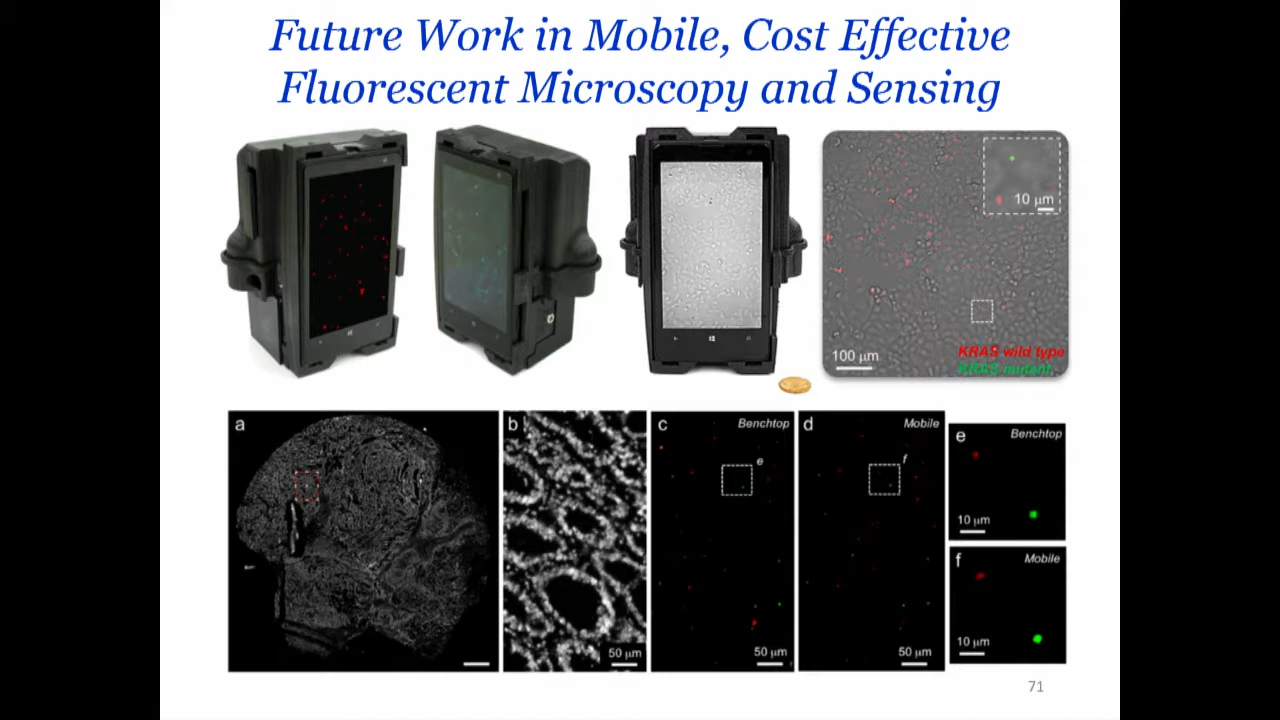 Future Work in Mobile, Cost Effective
Fluorescent Microscopy and Sensing
10 μm
100 μm
KRAS wild type
KRAS mutant
a
b
50 μm
c
Benchtop
e
50 μm
d
Mobile
f
50 μm
e
Benchtop
10 μm
f
Mobile
10 μm
71